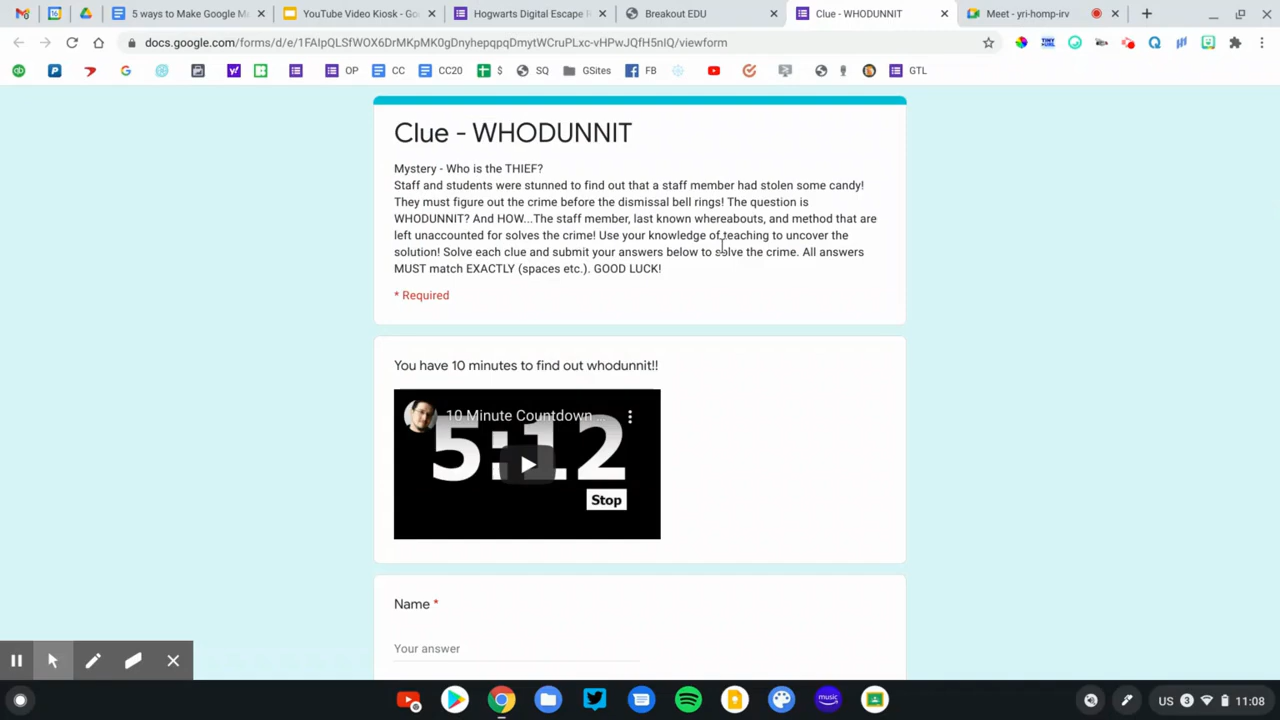 5 ways to Make Google M
YouTube Video Kiosk - Go
Hogwarts Digital Escape R
Breakout EDU
Clue - WHODUNNIT
Meet - yri-homp-irv
docs.google.com/forms/d/e/1FAIpQLSfWOX6DrMKpMK0gDnyhepqppDmytWCruPLxc-vHPwJQfH5nIQ/viewform
OP
CC
CC20
$
SQ
GSites
FB
GTL
Clue - WHODUNNIT
Mystery - Who is the THIEF?
Staff and students were stunned to find out that a staff member had stolen some candy!
They must figure out the crime before the dismissal bell rings! The question is
WHODUNNIT? And HOW...The staff member, last known whereabouts, and method that are
left unaccounted for solves the crime! Use your knowledge of teaching to uncover the
solution! Solve each clue and submit your answers below to solve the crime. All answers
MUST match EXACTLY (spaces etc.). GOOD LUCK!
* Required
You have 10 minutes to find out whodunnit!!
10 Minute Countdown ...
5:12
Stop
Name *
Your answer
music
US 3 11:08